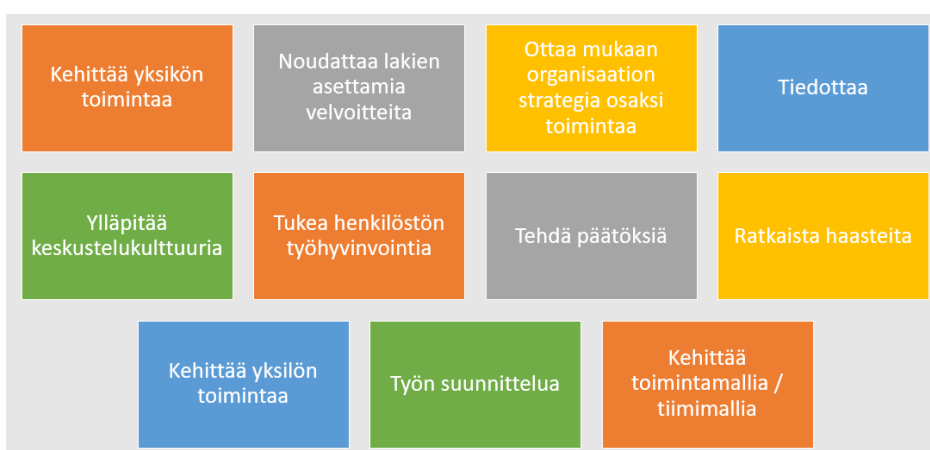 Kehittää yksikön
toimintaa
Noudattaa lakien
asettamia
velvoitteita
Ottaa mukaan
organisaation
strategia osaksi
toimintaa
Tiedottaa
Ylläpitää
keskustelukulttuuria
Tukea henkilöstön
työhyvinvointia
Tehdä päätöksiä
Ratkaista haasteita
Kehittää yksilön
toimintaa
Työn suunnittelua
Kehittää
toimintamallia /
tiimimallia